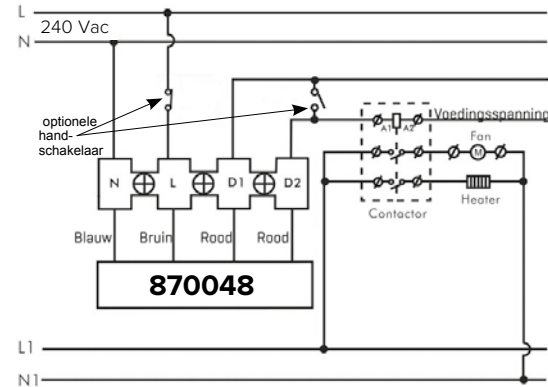 L
240 Vac
N
optionele
hand-
schakelaar
Voedingsspanning
A1 A2
Fan
M
N L D1 D2
Heater
Contactor
Blauw Bruin Rood Rood
870048
L1
N1